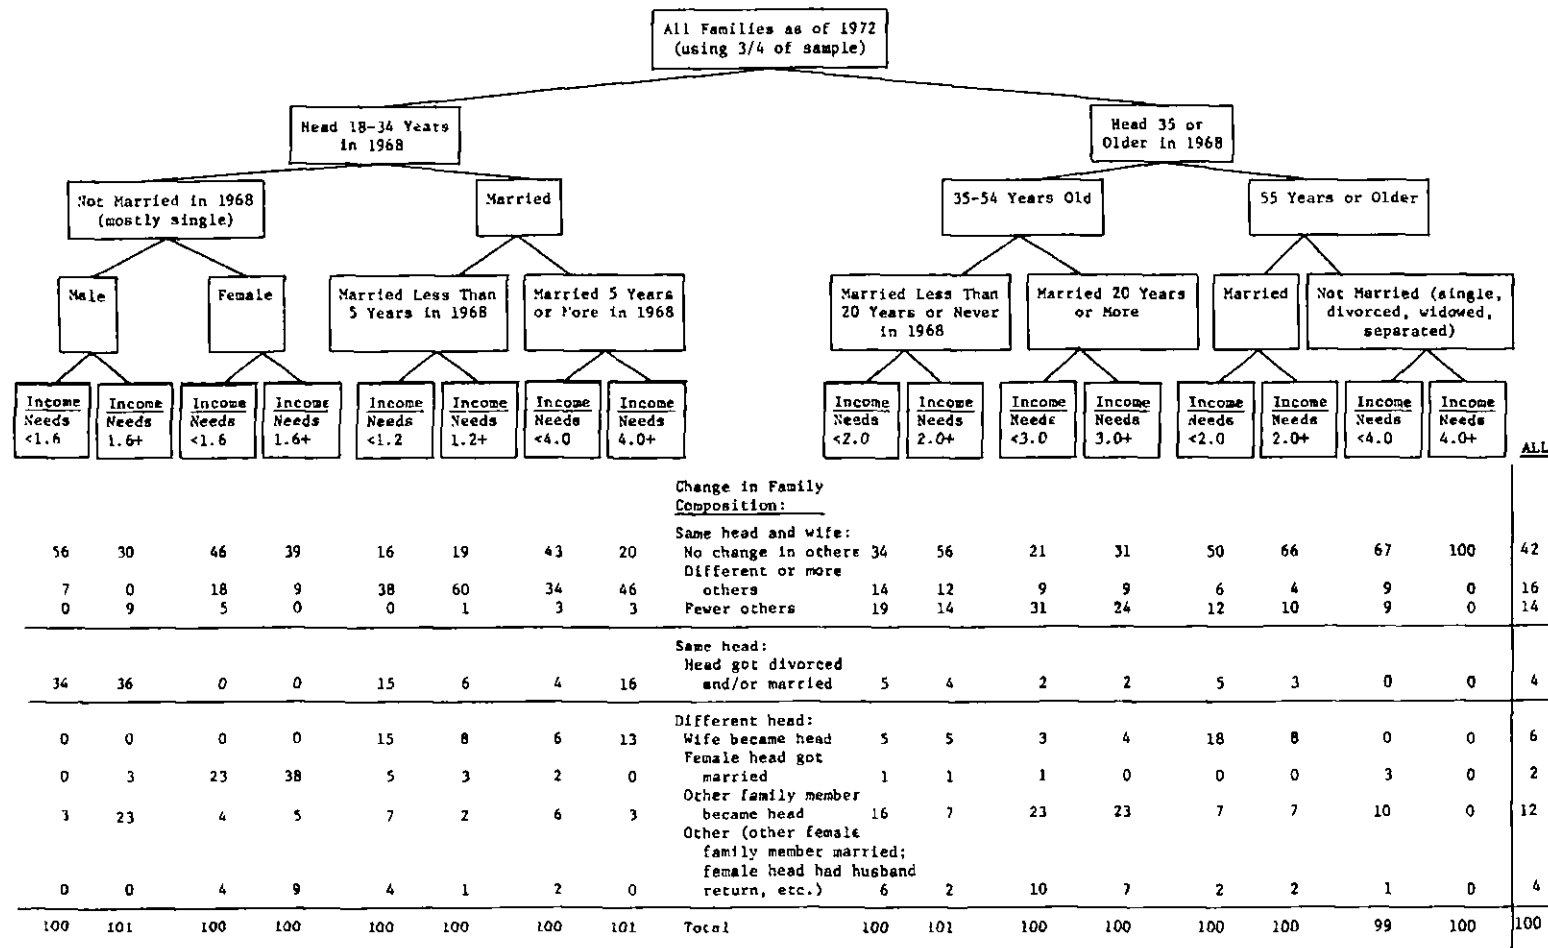 All Families as of 1972
(using 3/4 of sample)
Head 18-34 Years
in 1968
Head 35 or
Older in 1968
Not Married in 1968
(mostly single)
Married
35-54 Years Old
55 Years or Older
Male
Female
Married Less Than
5 Years in 1968
Married 5 Years
or More in 1968
Married Less Than
20 Years or Never
in 1968
Married 20 Years
or More
Married
Not Married (single,
divorced, widowed,
separated)
Income
Needs
<1.6
Income
Needs
1.6+
Income
Needs
<1.6
Income
Needs
1.6+
Income
Needs
<1.2
Income
Needs
1.2+
Income
Needs
<4.0
Income
Needs
4.0+
Income
Needs
<2.0
Income
Needs
2.0+
Income
Needs
<3.0
Income
Needs
3.0+
Income
Needs
<2.0
Income
Needs
2.0+
Income
Needs
<4.0
Income
Needs
4.0+
ALL
Change in Family
Composition:
Same head and wife:
56 30 46 39 16 19 43 20 No change in others 34 56 21 31 50 66 67 100 42
Different or more
7 0 18 9 38 60 34 46 others 14 12 9 9 6 4 9 0 16
0 9 5 0 0 1 3 3 Fewer others 19 14 31 24 12 10 9 0 14
Same head:
Head got divorced
34 36 0 0 15 6 4 16 and/or married 5 4 2 2 5 3 0 0 4
Different head:
0 0 0 0 15 8 6 13 Wife became head 5 5 3 4 18 8 0 0 6
Female head got
0 3 23 38 5 3 2 0 married 1 1 1 0 0 0 3 0 2
Other family member
3 23 4 5 7 2 6 3 became head 16 7 23 23 7 7 10 0 12
Other (other female
family member married;
female head had husband
0 0 4 9 4 1 2 0 return, etc.) 6 2 10 7 2 2 1 0 4
100 101 100 100 100 100 100 101 Total 100 101 100 100 100 100 99 100 100